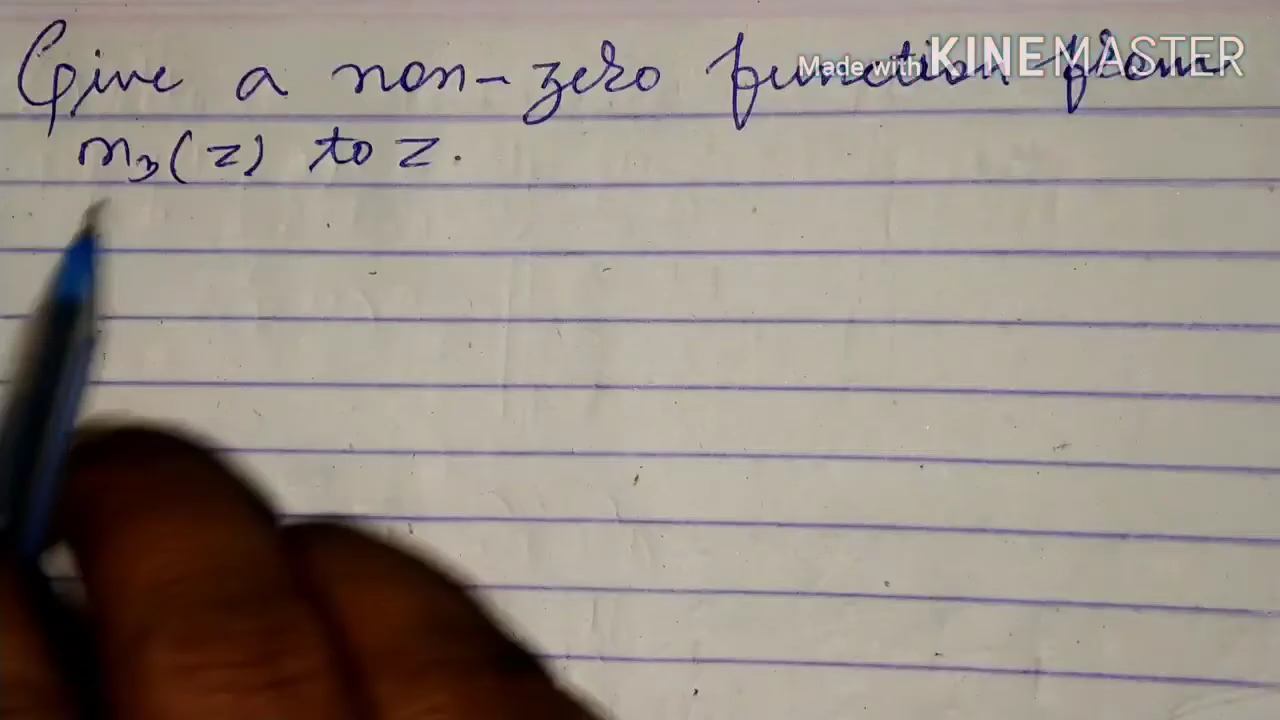 Give a non-zero function from
Made with KINEMASTER
m₃(z) to z.